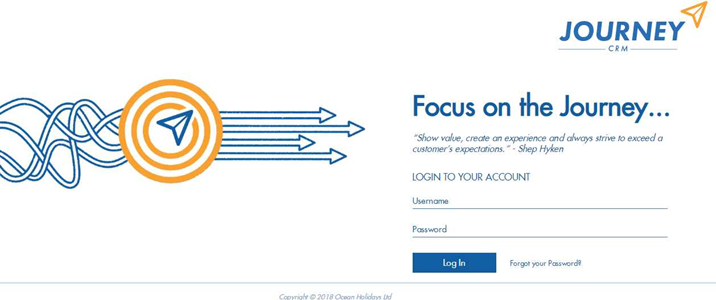 JOURNEY
CRM
Focus on the Journey...
"Show value, create an experience and always strive to exceed a
customer's expectations." - Shep Hyken
LOGIN TO YOUR ACCOUNT
Username
Password
Log In
Forgot your Password?
Copyright © 2018 Ocean Holidays Ltd